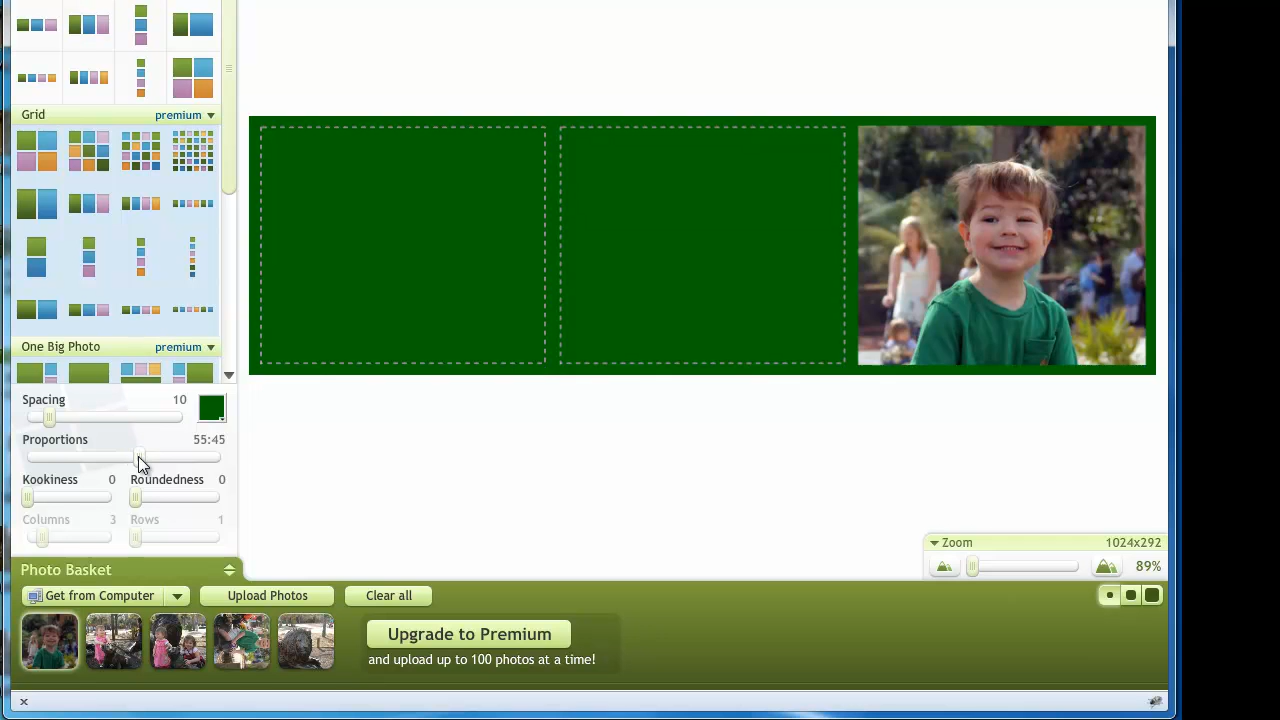 Grid premium
One Big Photo premium
Spacing 10
Proportions 55:45
Kookiness 0 Roundedness 0
Columns 3 Rows 1
Zoom 1024x292
89%
Photo Basket
Get from Computer Upload Photos Clear all
Upgrade to Premium
and upload up to 100 photos at a time!